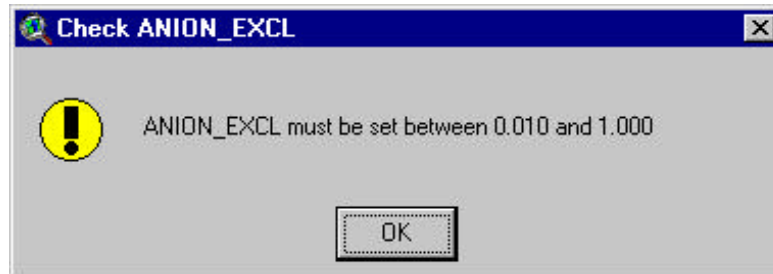 Check ANION_EXCL
ANION_EXCL must be set between 0.010 and 1.000
OK